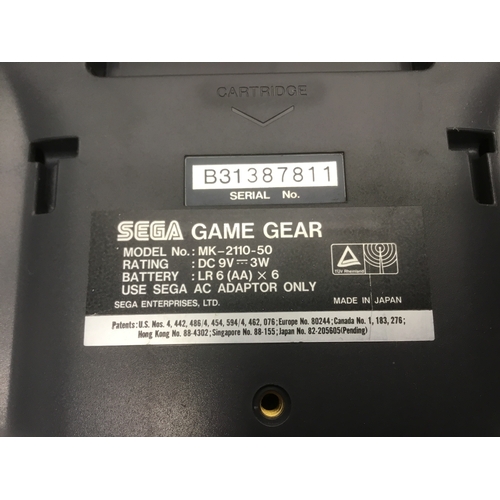 CARTRIDGE
B31387811
SERIAL No.
SEGA GAME GEAR
MODEL No. : MK-2110-50
RATING : DC 9V ⎓ 3W
BATTERY : LR 6 (AA) × 6
USE SEGA AC ADAPTOR ONLY
SEGA ENTERPRISES, LTD.
TÜV Rheinland
MADE IN JAPAN
Patents: U.S. Nos. 4, 442, 486/4, 454, 594/4, 462, 076; Europe No. 80244; Canada No. 1, 183, 276;
Hong Kong No. 88-4302; Singapore No. 88-155; Japan No. 82-205605(Pending)